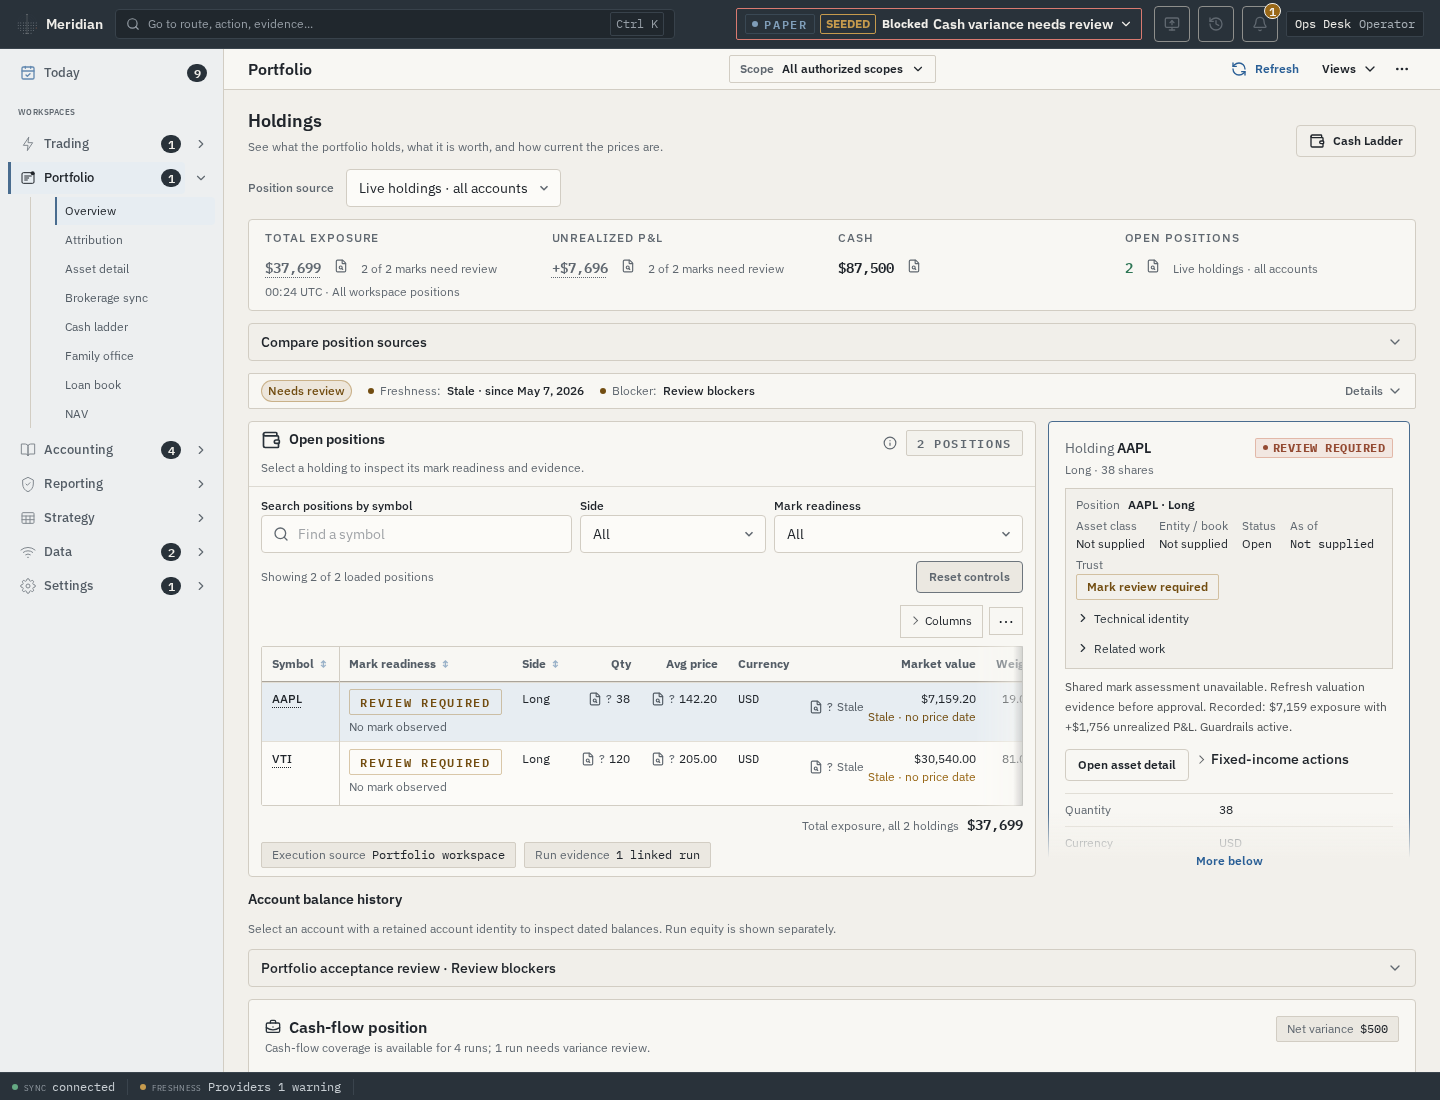 Meridian
Go to route, action, evidence...
Ctrl K
PAPER SEEDED Blocked Cash variance needs review
1
Ops Desk Operator
Today 9
WORKSPACES
Trading 1
Portfolio 1
Overview
Attribution
Asset detail
Brokerage sync
Cash ladder
Family office
Loan book
NAV
Accounting 4
Reporting
Strategy
Data 2
Settings 1
Portfolio
Scope All authorized scopes
Refresh
Views
Holdings
See what the portfolio holds, what it is worth, and how current the prices are.
Cash Ladder
Position source Live holdings · all accounts
TOTAL EXPOSURE
$37,699 2 of 2 marks need review
00:24 UTC · All workspace positions
UNREALIZED P&L
+$7,696 2 of 2 marks need review
CASH
$87,500
OPEN POSITIONS
2 Live holdings · all accounts
Compare position sources
Needs review Freshness: Stale · since May 7, 2026 Blocker: Review blockers Details
Open positions
2 POSITIONS
Select a holding to inspect its mark readiness and evidence.
Search positions by symbol Side Mark readiness
Find a symbol All All
Showing 2 of 2 loaded positions
Reset controls
Columns
Symbol Mark readiness Side Qty Avg price Currency Market value
AAPL REVIEW REQUIRED Long ? 38 ? 142.20 USD ? Stale $7,159.20
No mark observed Stale · no price date
VTI REVIEW REQUIRED Long ? 120 ? 205.00 USD ? Stale $30,540.00
No mark observed Stale · no price date
Total exposure, all 2 holdings $37,699
Execution source Portfolio workspace Run evidence 1 linked run
Holding AAPL REVIEW REQUIRED
Long · 38 shares
Position AAPL · Long
Asset class Entity / book Status As of
Not supplied Not supplied Open Not supplied
Trust
Mark review required
Technical identity
Related work
Shared mark assessment unavailable. Refresh valuation
evidence before approval. Recorded: $7,159 exposure with
+$1,756 unrealized P&L. Guardrails active.
Open asset detail Fixed-income actions
Quantity 38
Currency USD
More below
Account balance history
Select an account with a retained account identity to inspect dated balances. Run equity is shown separately.
Portfolio acceptance review · Review blockers
Cash-flow position
Net variance $500
Cash-flow coverage is available for 4 runs; 1 run needs variance review.
SYNC connected FRESHNESS Providers 1 warning